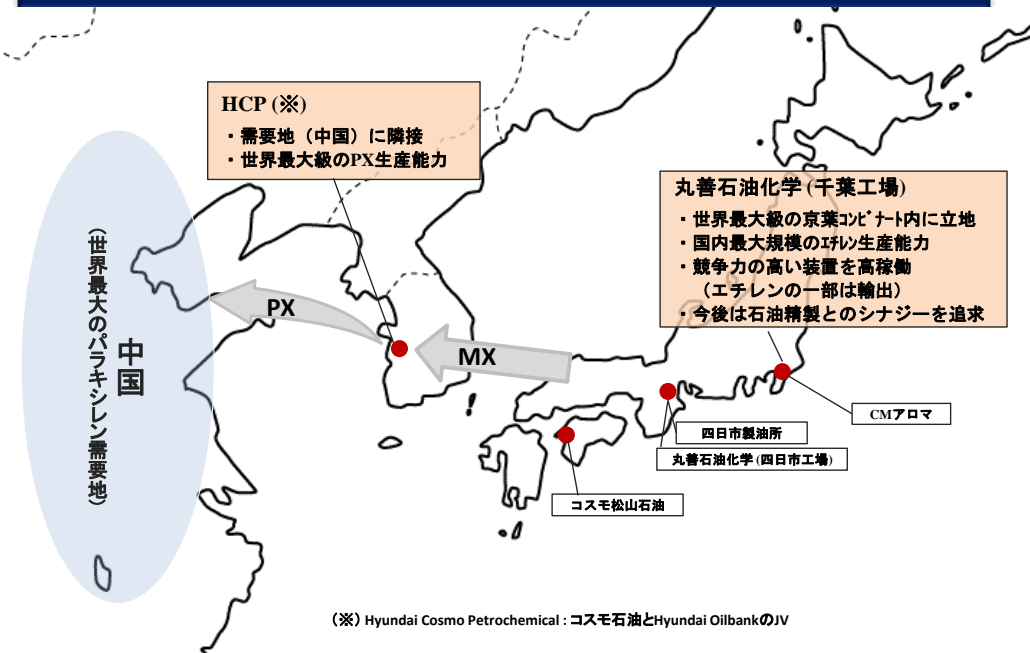 HCP (※)
・需要地（中国）に隣接
・世界最大級のPX生産能力
丸善石油化学 (千葉工場)
・世界最大級の京葉ｺﾝﾋﾞﾅｰﾄ内に立地
・国内最大規模のｴﾁﾚﾝ生産能力
・競争力の高い装置を高稼働
（エチレンの一部は輸出）
・今後は石油精製とのシナジーを追求
中国
（世界最大のパラキシレン需要地）
PX
MX
CMアロマ
四日市製油所
丸善石油化学 (四日市工場)
コスモ松山石油
（※） Hyundai Cosmo Petrochemical : コスモ石油とHyundai OilbankのJV